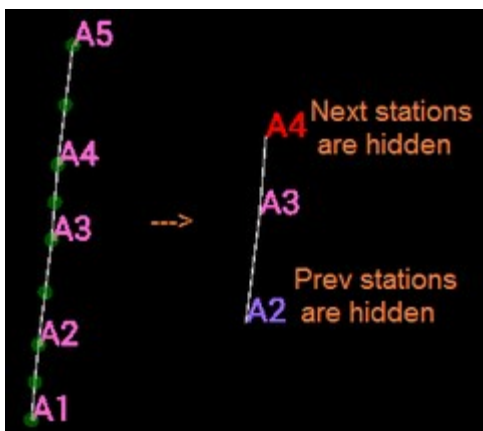 A5
A4
A3
A2
A1
--->
A4
Next stations
are hidden
A3
Prev stations
A2
are hidden